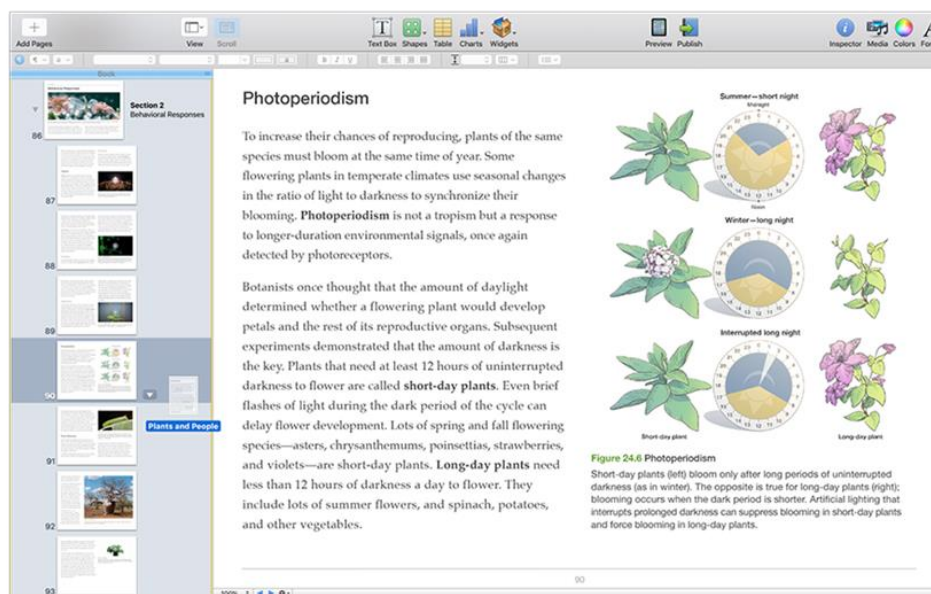 Add Pages
View
Scroll
Text Box
Shapes
Table
Charts
Widgets
Preview
Publish
Inspector
Media
Colors
Book
Section 2
Behavioral Responses
86
87
88
89
90
Plants and People
91
92
93
Photoperiodism
To increase their chances of reproducing, plants of the same
species must bloom at the same time of year. Some
flowering plants in temperate climates use seasonal changes
in the ratio of light to darkness to synchronize their
blooming. Photoperiodism is not a tropism but a response
to longer-duration environmental signals, once again
detected by photoreceptors.
Botanists once thought that the amount of daylight
determined whether a flowering plant would develop
petals and the rest of its reproductive organs. Subsequent
experiments demonstrated that the amount of darkness is
the key. Plants that need at least 12 hours of uninterrupted
darkness to flower are called short-day plants. Even brief
flashes of light during the dark period of the cycle can
delay flower development. Lots of spring and fall flowering
species—asters, chrysanthemums, poinsettias, strawberries,
and violets—are short-day plants. Long-day plants need
less than 12 hours of darkness a day to flower. They
include lots of summer flowers, and spinach, potatoes,
and other vegetables.
Summer—short night
Midnight
Noon
Winter—long night
Interrupted long night
Short-day plant
Long-day plant
Figure 24.6 Photoperiodism
Short-day plants (left) bloom only after long periods of uninterrupted
darkness (as in winter). The opposite is true for long-day plants (right);
blooming occurs when the dark period is shorter. Artificial lighting that
interrupts prolonged darkness can suppress blooming in short-day plants
and force blooming in long-day plants.
90